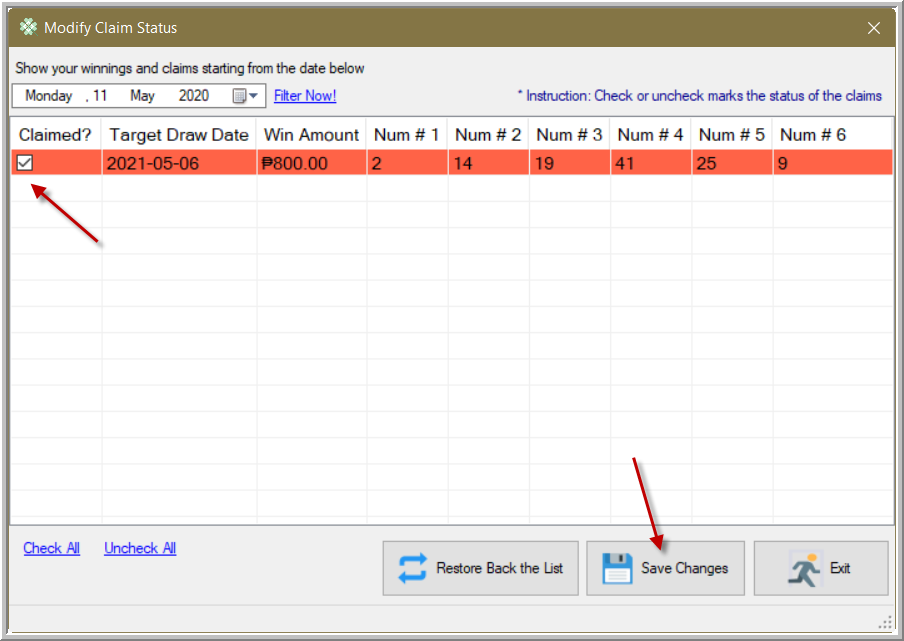 Modify Claim Status
Show your winnings and claims starting from the date below
Monday , 11 May 2020 Filter Now! * Instruction: Check or uncheck marks the status of the claims
Claimed? Target Draw Date Win Amount Num # 1 Num # 2 Num # 3 Num # 4 Num # 5 Num # 6
2021-05-06 ₱800.00 2 14 19 41 25 9
Check All Uncheck All
Restore Back the List Save Changes Exit